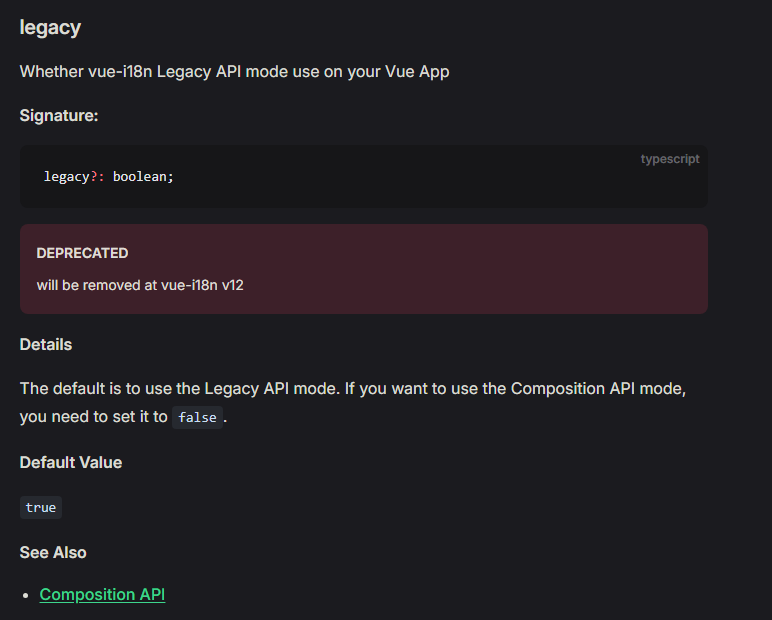 legacy
Whether vue-i18n Legacy API mode use on your Vue App
Signature:
typescript
legacy?: boolean;
DEPRECATED
will be removed at vue-i18n v12
Details
The default is to use the Legacy API mode. If you want to use the Composition API mode,
you need to set it to false.
Default Value
true
See Also
• Composition API